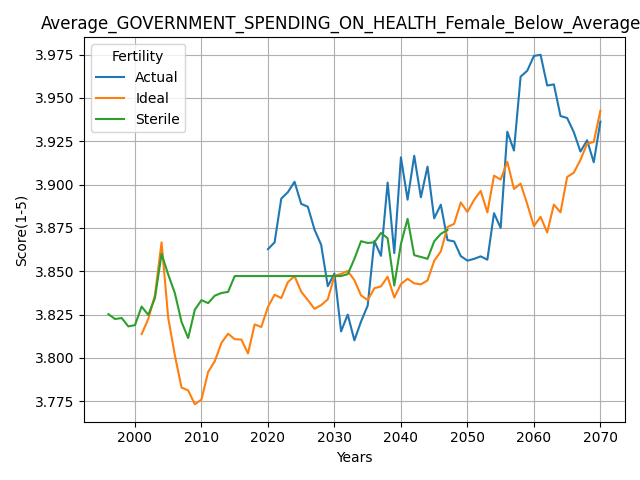 Average_GOVERNMENT_SPENDING_ON_HEALTH_Female_Below_Average
Fertility
Actual
Ideal
Sterile
3.975
3.950
3.925
3.900
3.875
3.850
3.825
3.800
3.775
Score(1-5)
2000 2010 2020 2030 2040 2050 2060 2070
Years